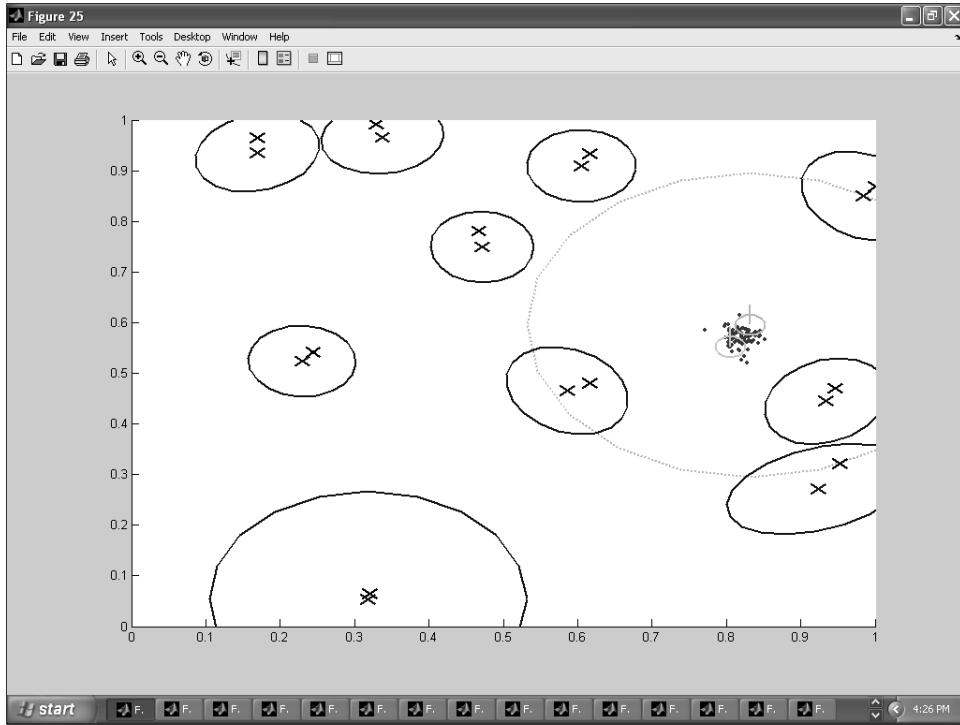 Figure 25
File Edit View Insert Tools Desktop Window Help
1
0.9
0.8
0.7
0.6
0.5
0.4
0.3
0.2
0.1
0
0 0.1 0.2 0.3 0.4 0.5 0.6 0.7 0.8 0.9 1
start F. F. F. F. F. F. F. F. F. F. F. F. F. F. F. 4:26 PM